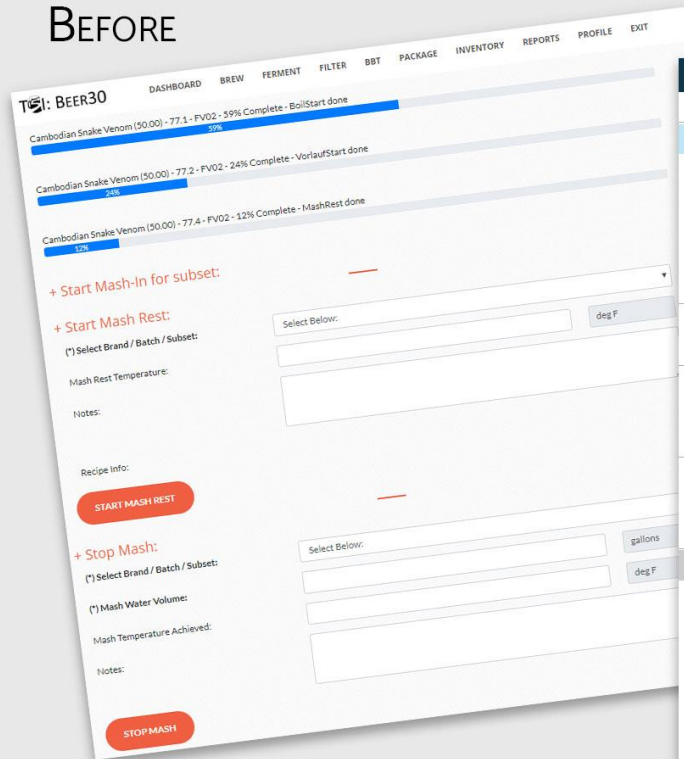 BEFORE
TSI: BEER30 DASHBOARD BREW FERMENT FILTER BBT PACKAGE INVENTORY REPORTS PROFILE EXIT
Cambodian Snake Venom (50.00) - 77.1 - FV02 - 59% Complete - BoilStart done
59%
Cambodian Snake Venom (50.00) - 77.2 - FV02 - 24% Complete - VorlaufStart done
24%
Cambodian Snake Venom (50.00) - 77.4 - FV02 - 12% Complete - MashRest done
12%
+ Start Mash-In for subset:
+ Start Mash Rest:
(*) Select Brand / Batch / Subset: Select Below:
Mash Rest Temperature: deg F
Notes:
Recipe Info:
START MASH REST
+ Stop Mash:
(*) Select Brand / Batch / Subset: Select Below:
(*) Mash Water Volume: gallons
Mash Temperature Achieved: deg F
Notes:
STOP MASH